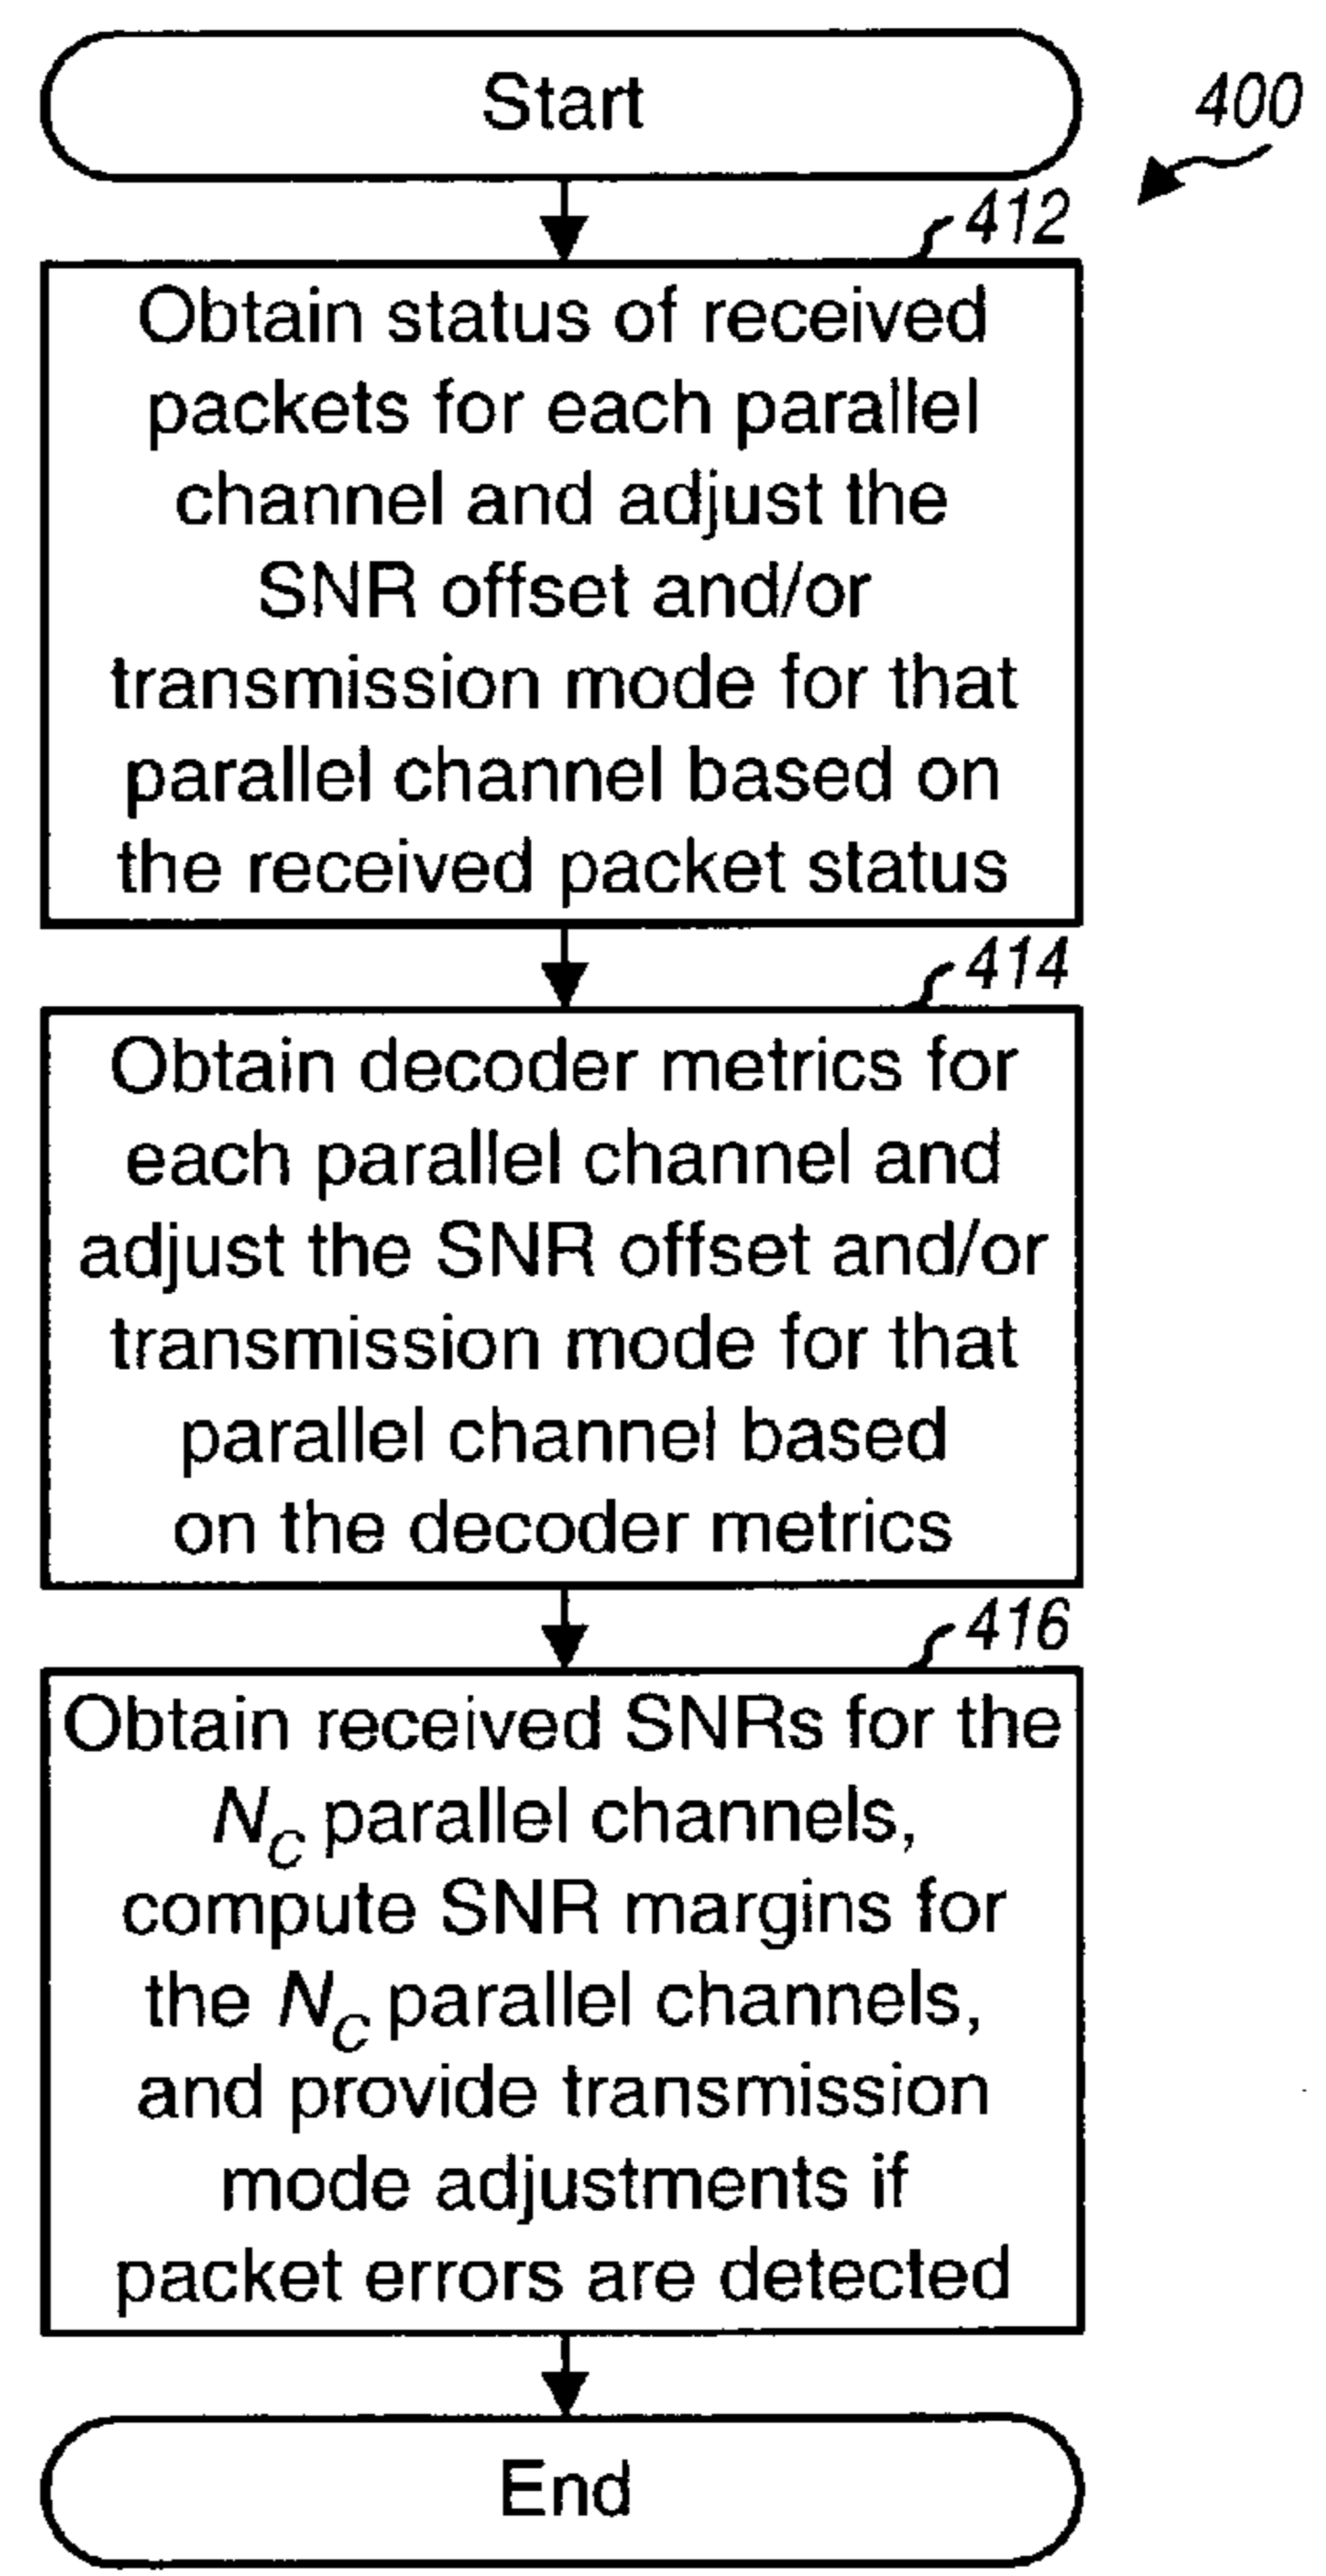 Start
400
412
Obtain status of received
packets for each parallel
channel and adjust the
SNR offset and/or
transmission mode for that
parallel channel based on
the received packet status
414
Obtain decoder metrics for
each parallel channel and
adjust the SNR offset and/or
transmission mode for that
parallel channel based
on the decoder metrics
416
Obtain received SNRs for the
N_C parallel channels,
compute SNR margins for
the N_C parallel channels,
and provide transmission
mode adjustments if
packet errors are detected
End